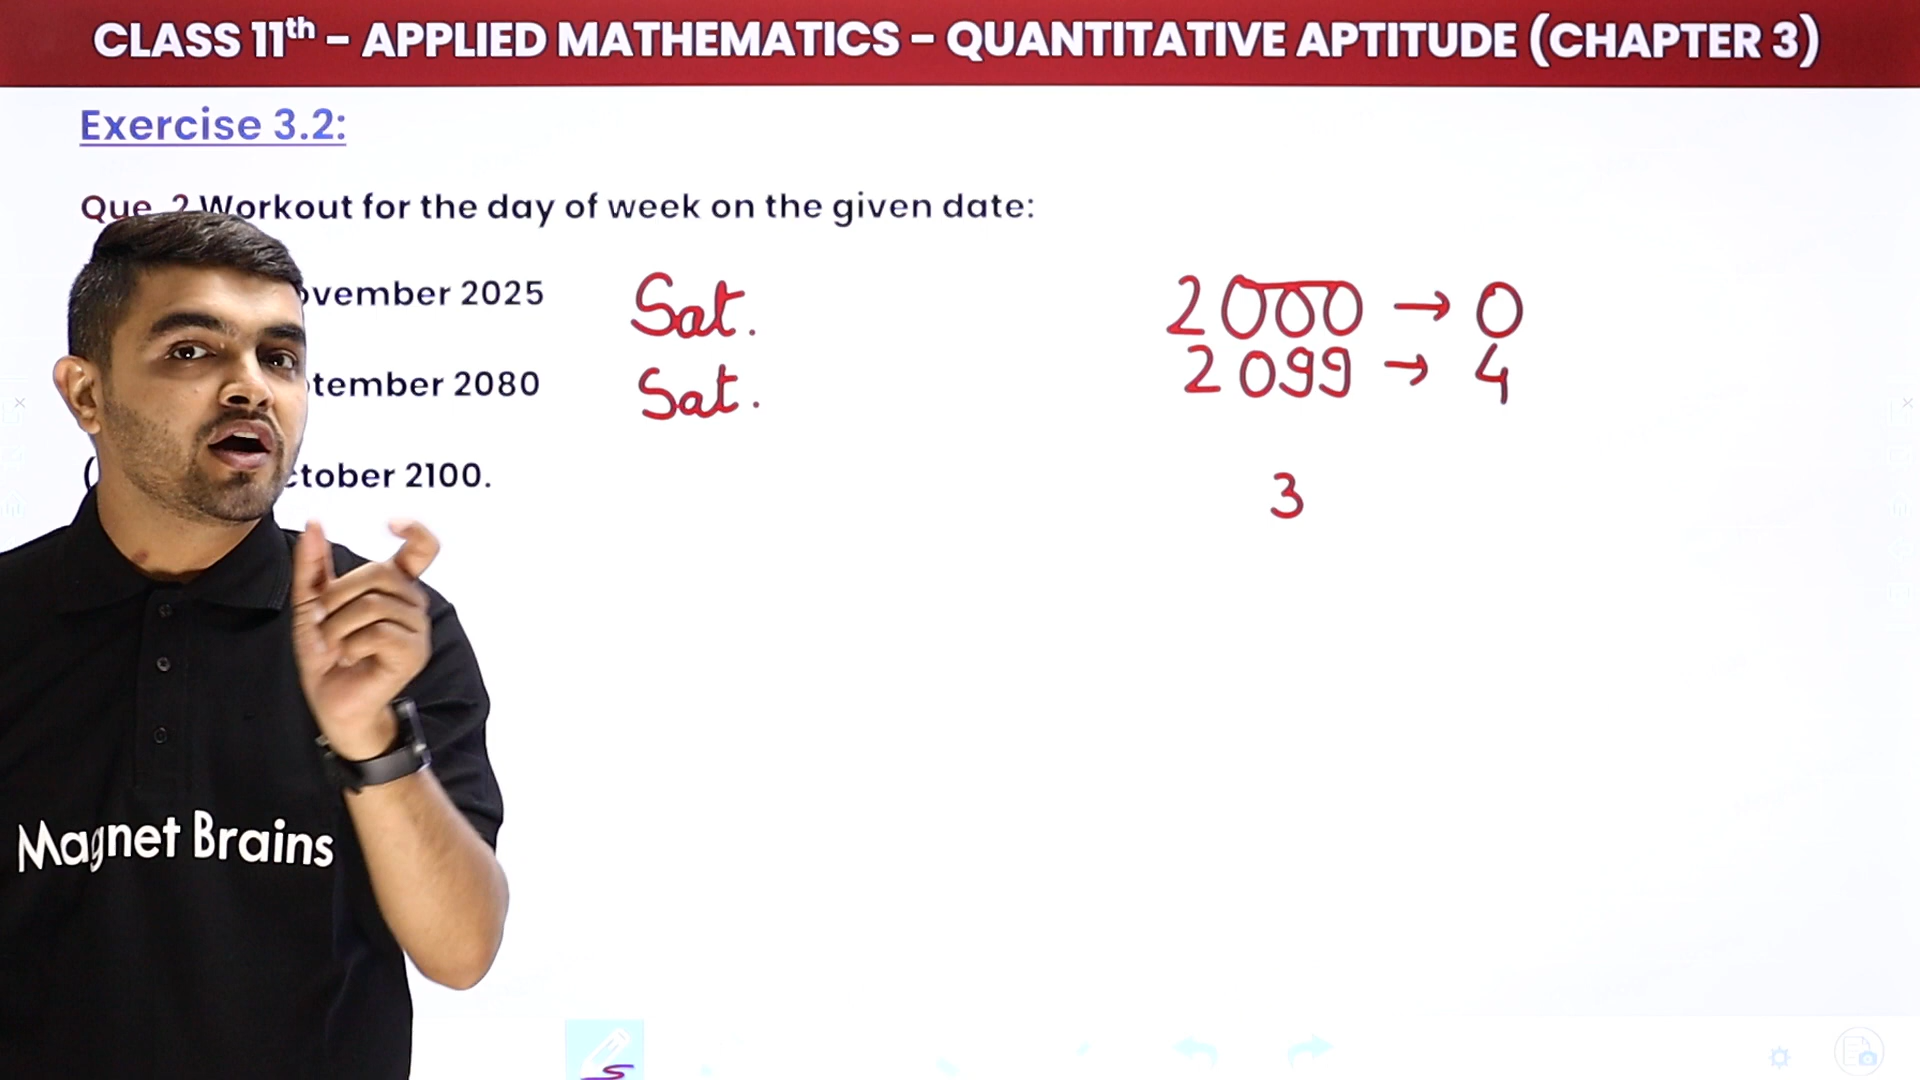 CLASS 11th - APPLIED MATHEMATICS - QUANTITATIVE APTITUDE (CHAPTER 3)
Exercise 3.2:
Que. 2 Workout for the day of week on the given date:
ovember 2025 Sat. 2000 → 0
tember 2080 Sat. 2099 → 4
( ctober 2100. 3
Magnet Brains